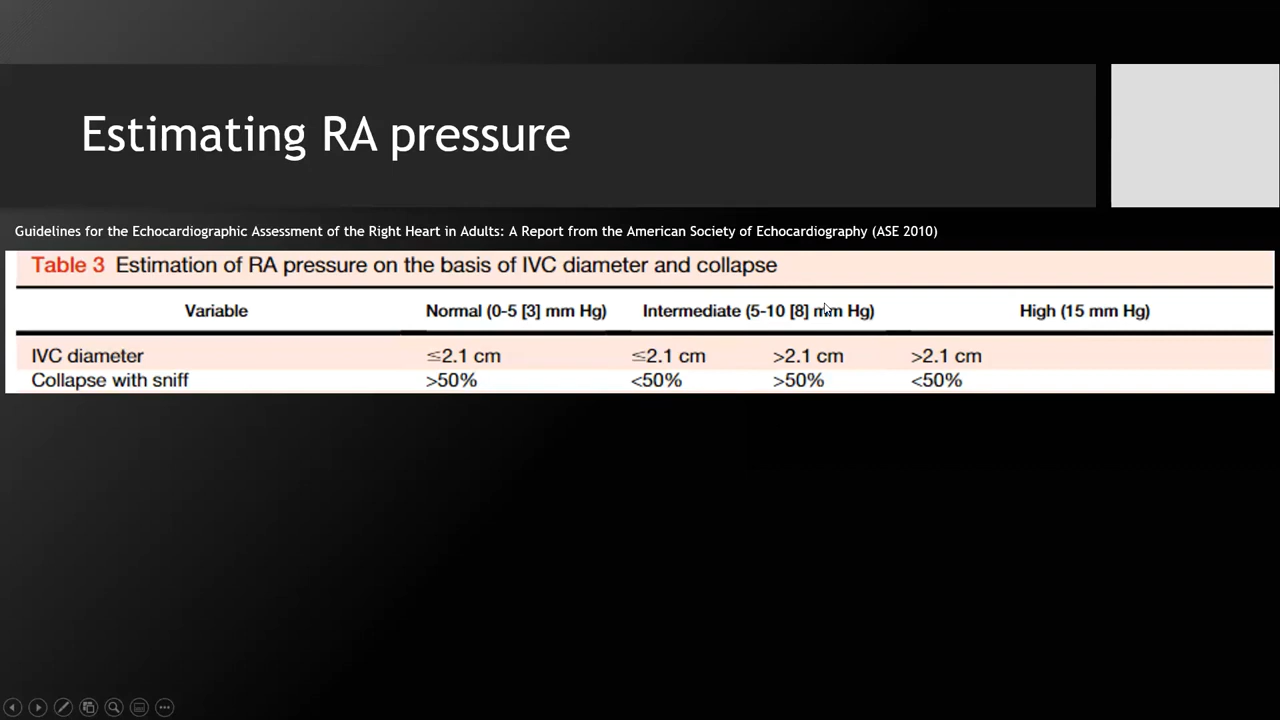 Estimating RA pressure
Guidelines for the Echocardiographic Assessment of the Right Heart in Adults: A Report from the American Society of Echocardiography (ASE 2010)
Table 3 Estimation of RA pressure on the basis of IVC diameter and collapse
Variable Normal (0-5 [3] mm Hg) Intermediate (5-10 [8] mm Hg) High (15 mm Hg)
IVC diameter ≤2.1 cm ≤2.1 cm >2.1 cm >2.1 cm
Collapse with sniff >50% <50% >50% <50%